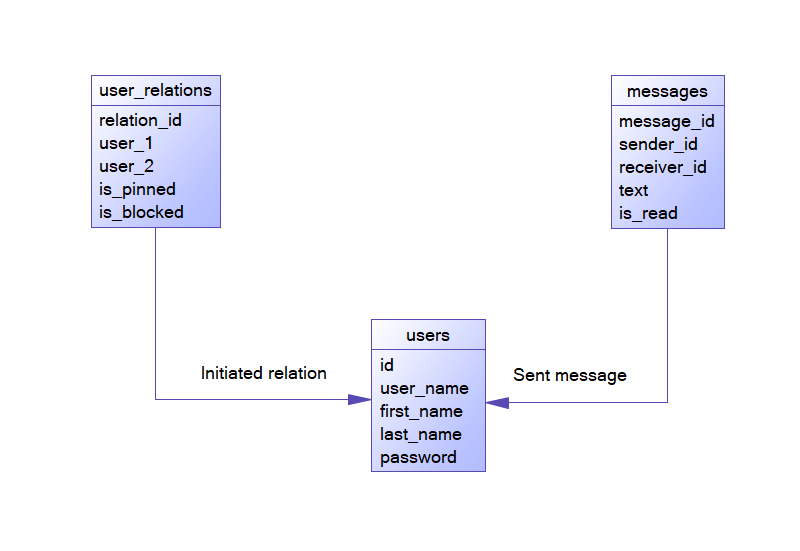 user_relations
relation_id
user_1
user_2
is_pinned
is_blocked
messages
message_id
sender_id
receiver_id
text
is_read
users
id
user_name
first_name
last_name
password
Initiated relation
Sent message